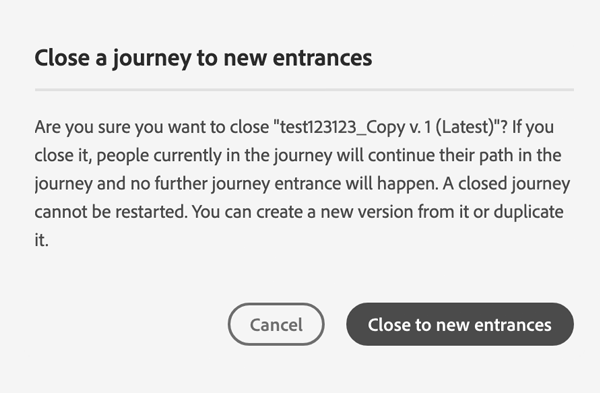 Close a journey to new entrances
Are you sure you want to close "test123123_Copy v. 1 (Latest)"? If you
close it, people currently in the journey will continue their path in the
journey and no further journey entrance will happen. A closed journey
cannot be restarted. You can create a new version from it or duplicate
it.
Cancel
Close to new entrances